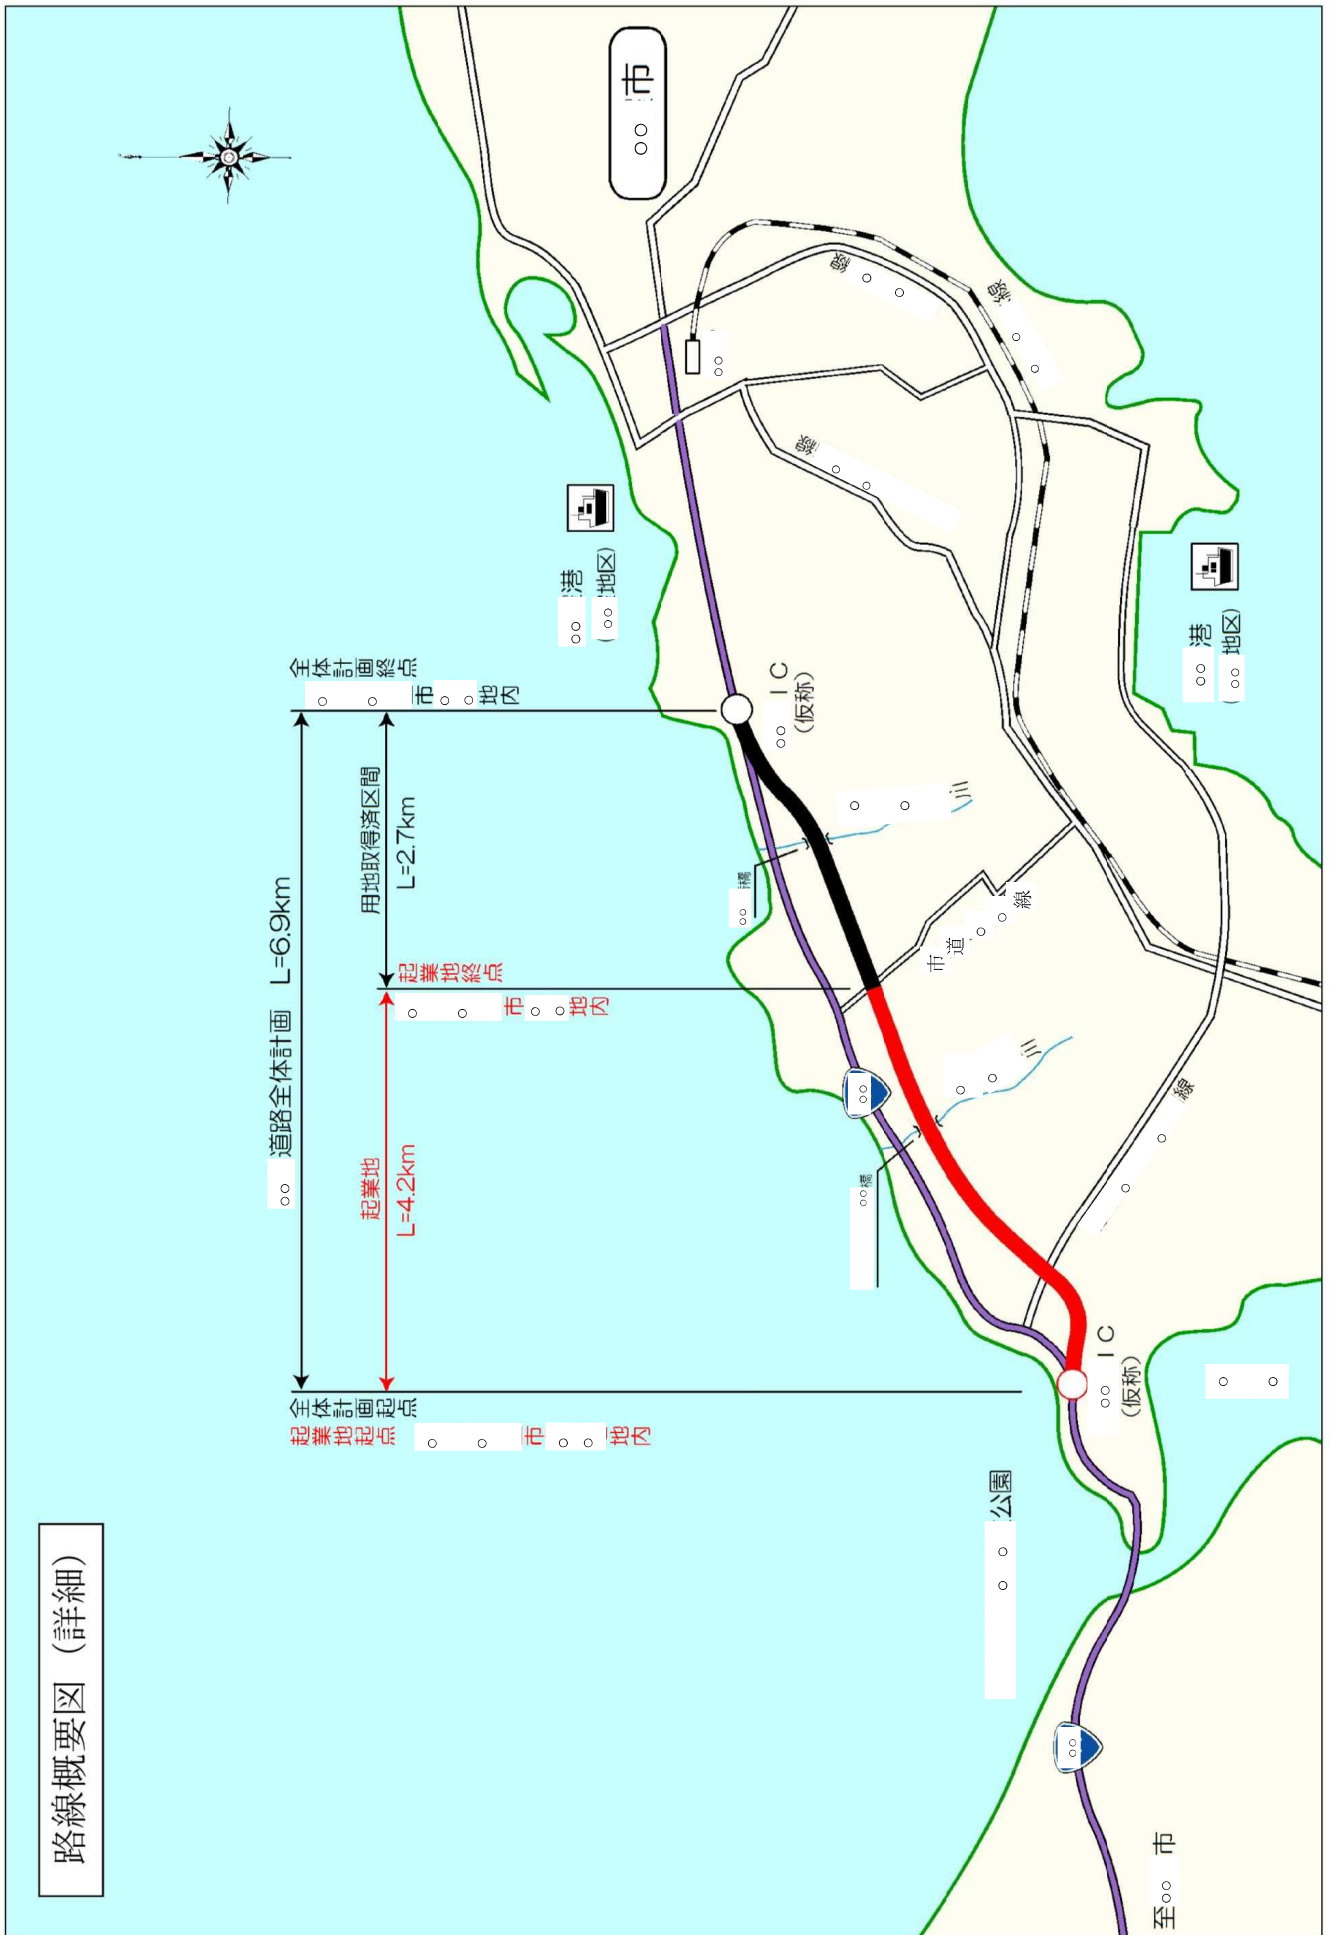 路線概要図（詳細）
○○道路全体計画　L=6.9km
全体計画起点
起業地起点
○　○市○○地内
起業地
L=4.2km
起業地終点
○　○市○○地内
用地取得済区間
L=2.7km
全体計画終点
○　○市○○地内
○○港
(○○地区)
○○市
○○
○○線
○○線
○○線
○○IC
(仮称)
○○橋
○　○川
市道○○線
○○
○○橋
○○川
○　○線
○○IC
(仮称)
○　○
○○港
(○○地区)
○　○公園
○○
至○○市